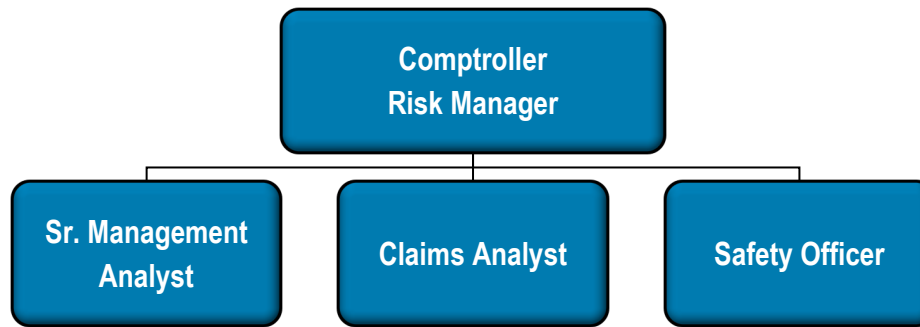 Comptroller
Risk Manager
Sr. Management
Analyst
Claims Analyst
Safety Officer